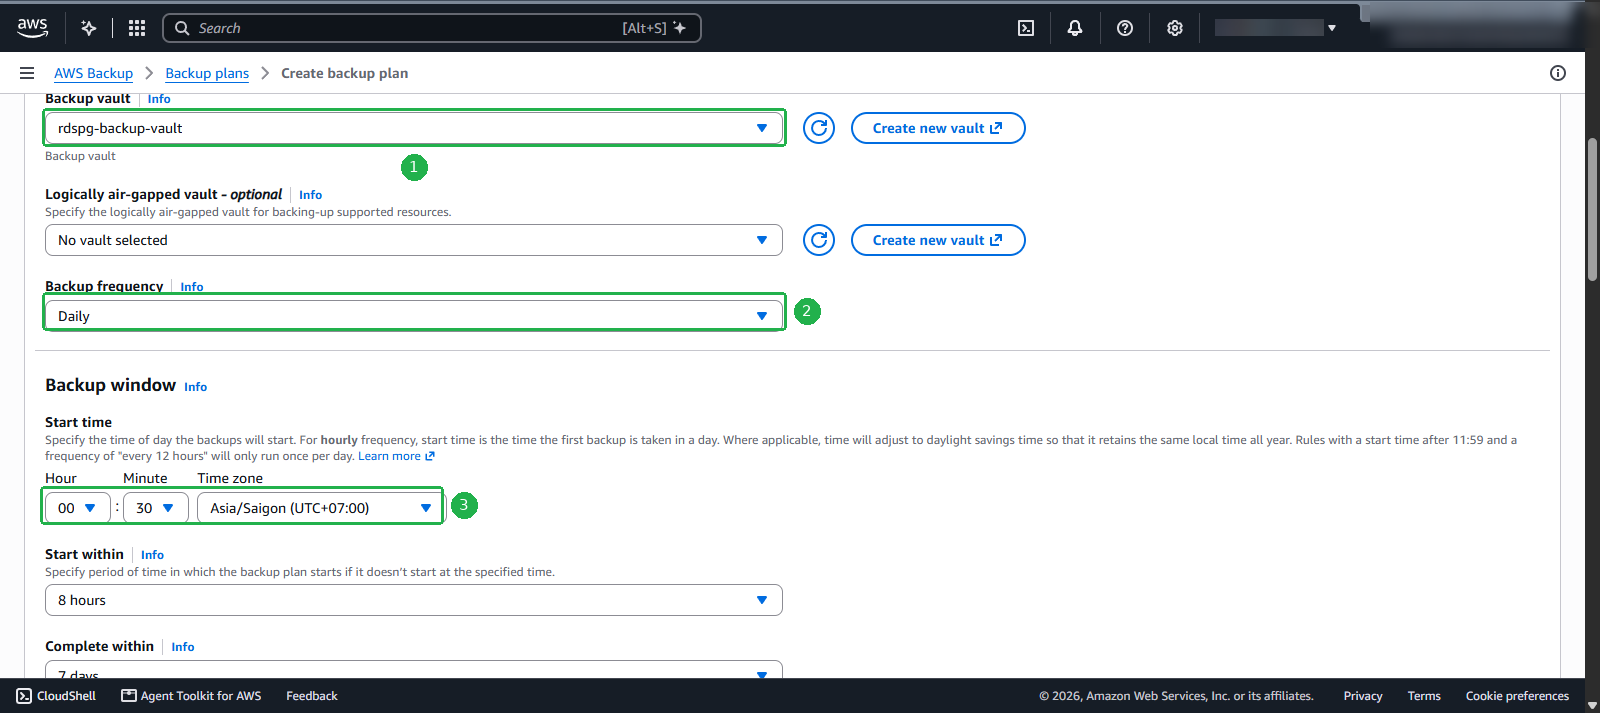 aws Search [Alt+S]
AWS Backup > Backup plans > Create backup plan
Backup vault Info
rdspg-backup-vault Create new vault
Backup vault
1
Logically air-gapped vault - optional Info
Specify the logically air-gapped vault for backing-up supported resources.
No vault selected Create new vault
Backup frequency Info
Daily 2
Backup window Info
Start time
Specify the time of day the backups will start. For hourly frequency, start time is the time the first backup is taken in a day. Where applicable, time will adjust to daylight savings time so that it retains the same local time all year. Rules with a start time after 11:59 and a
frequency of "every 12 hours" will only run once per day. Learn more
Hour Minute Time zone
00 : 30 Asia/Saigon (UTC+07:00) 3
Start within Info
Specify period of time in which the backup plan starts if it doesn't start at the specified time.
8 hours
Complete within Info
7 days
CloudShell Agent Toolkit for AWS Feedback © 2026, Amazon Web Services, Inc. or its affiliates. Privacy Terms Cookie preferences